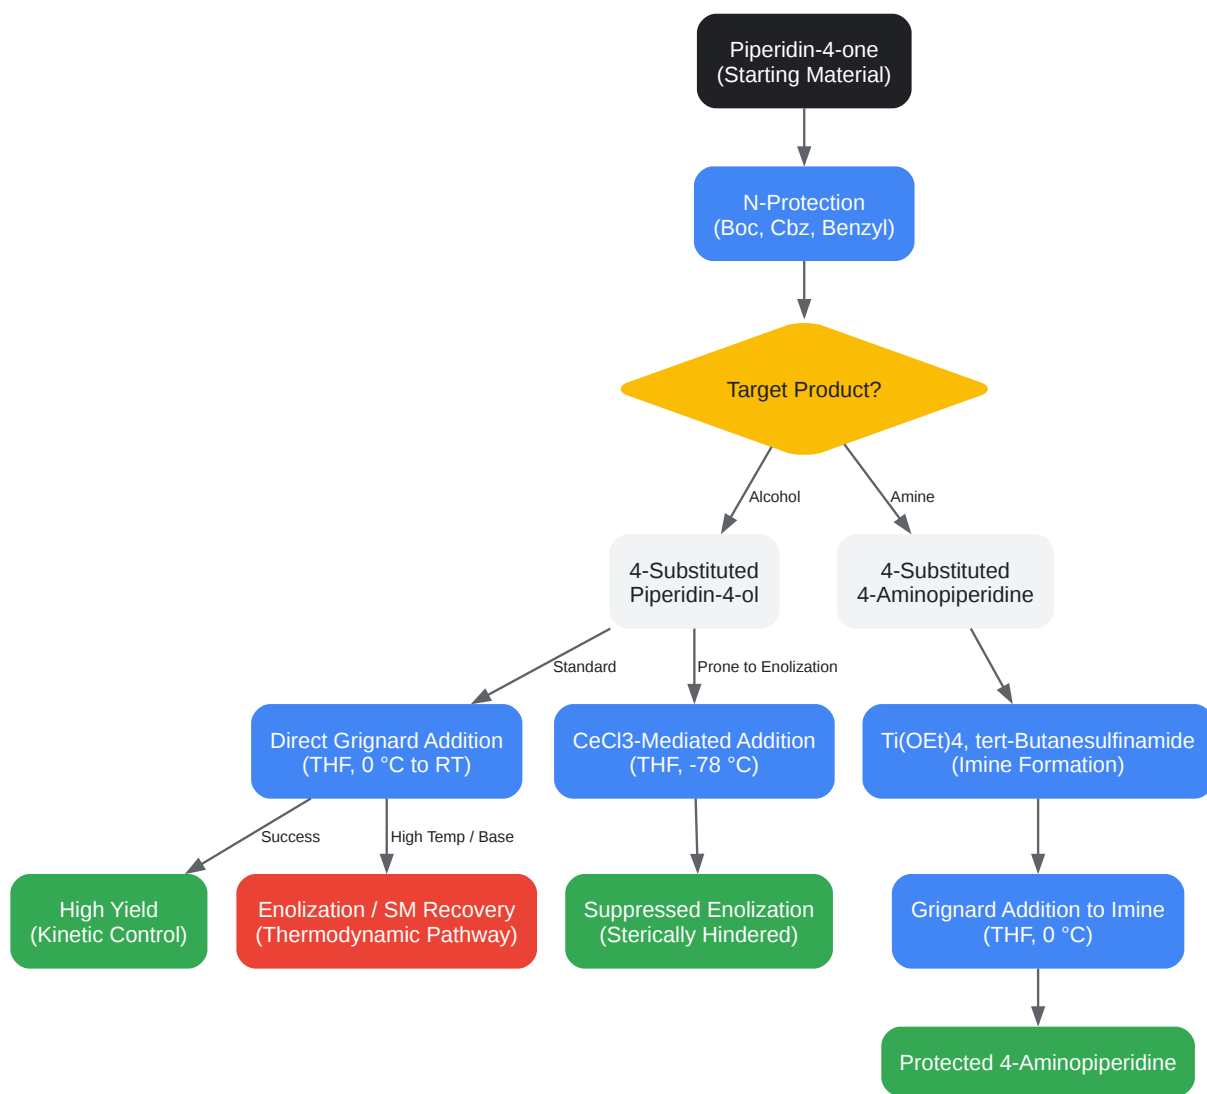 Piperidin-4-one
(Starting Material)
N-Protection
(Boc, Cbz, Benzyl)
Target Product?
Alcohol
Amine
4-Substituted
Piperidin-4-ol
4-Substituted
4-Aminopiperidine
Standard
Prone to Enolization
Direct Grignard Addition
(THF, 0 °C to RT)
CeCl3-Mediated Addition
(THF, -78 °C)
Ti(OEt)4, tert-Butanesulfinamide
(Imine Formation)
Success
High Temp / Base
High Yield
(Kinetic Control)
Enolization / SM Recovery
(Thermodynamic Pathway)
Suppressed Enolization
(Sterically Hindered)
Grignard Addition to Imine
(THF, 0 °C)
Protected 4-Aminopiperidine